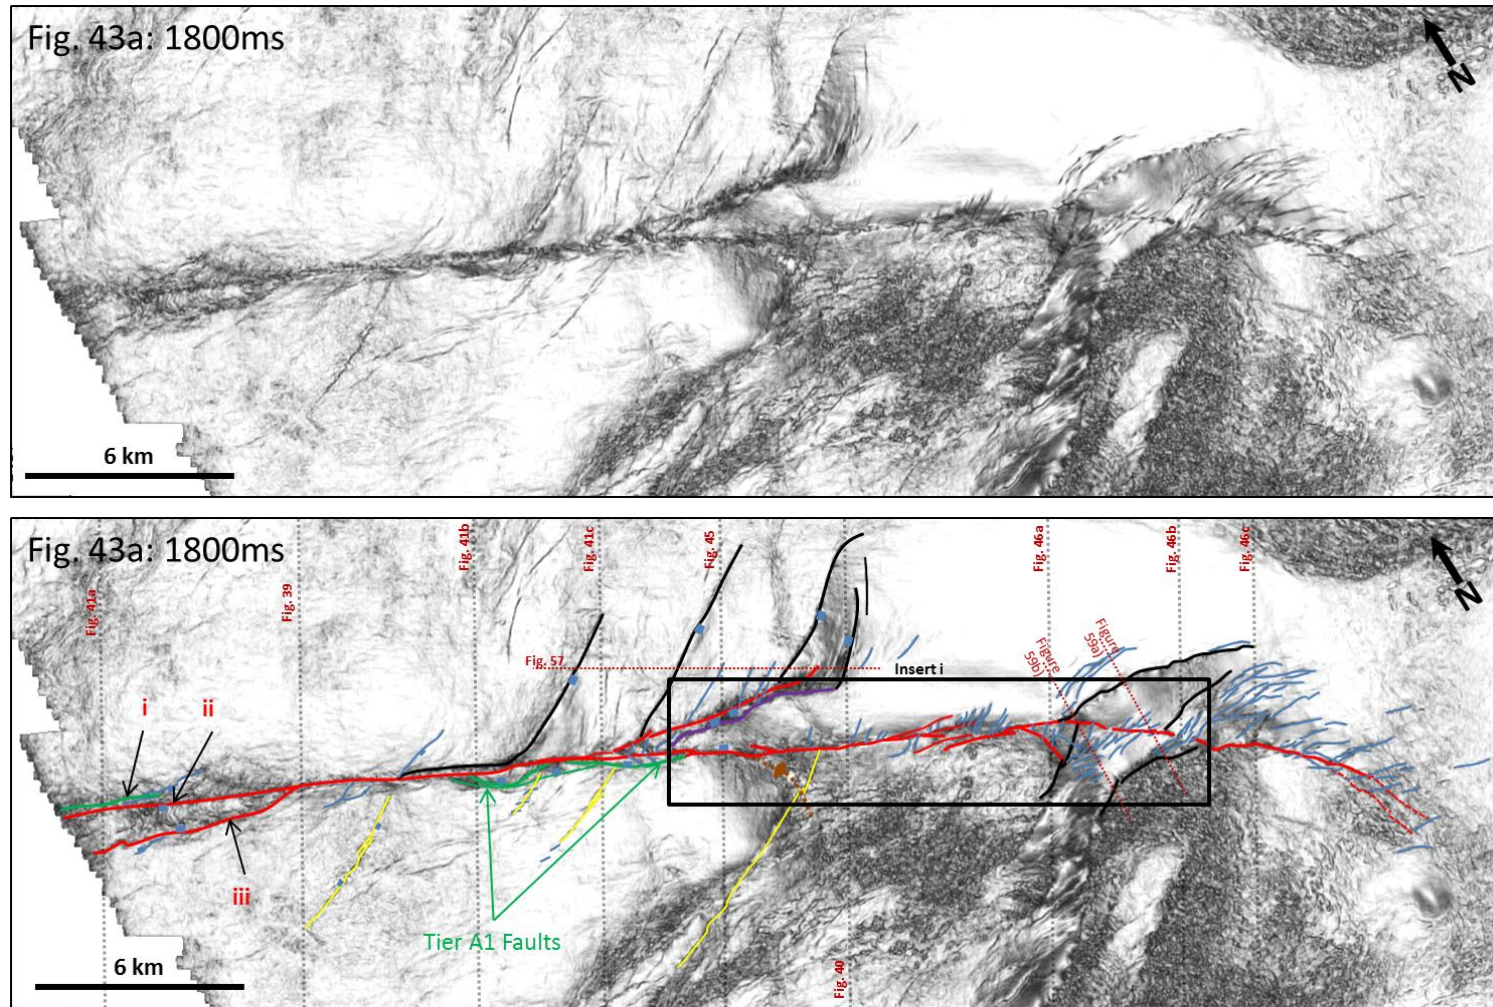 Fig. 43a: 1800ms
N
6 km
Fig. 43a: 1800ms
Fig. 41a
Fig. 39
Fig. 41b
Fig. 41c
Fig. 45
Fig. 46a
Fig. 46b
Fig. 46c
N
Fig. 57
Insert i
Figure
59b)
Figure
59a)
i
ii
iii
Tier A1 Faults
6 km
Fig. 40